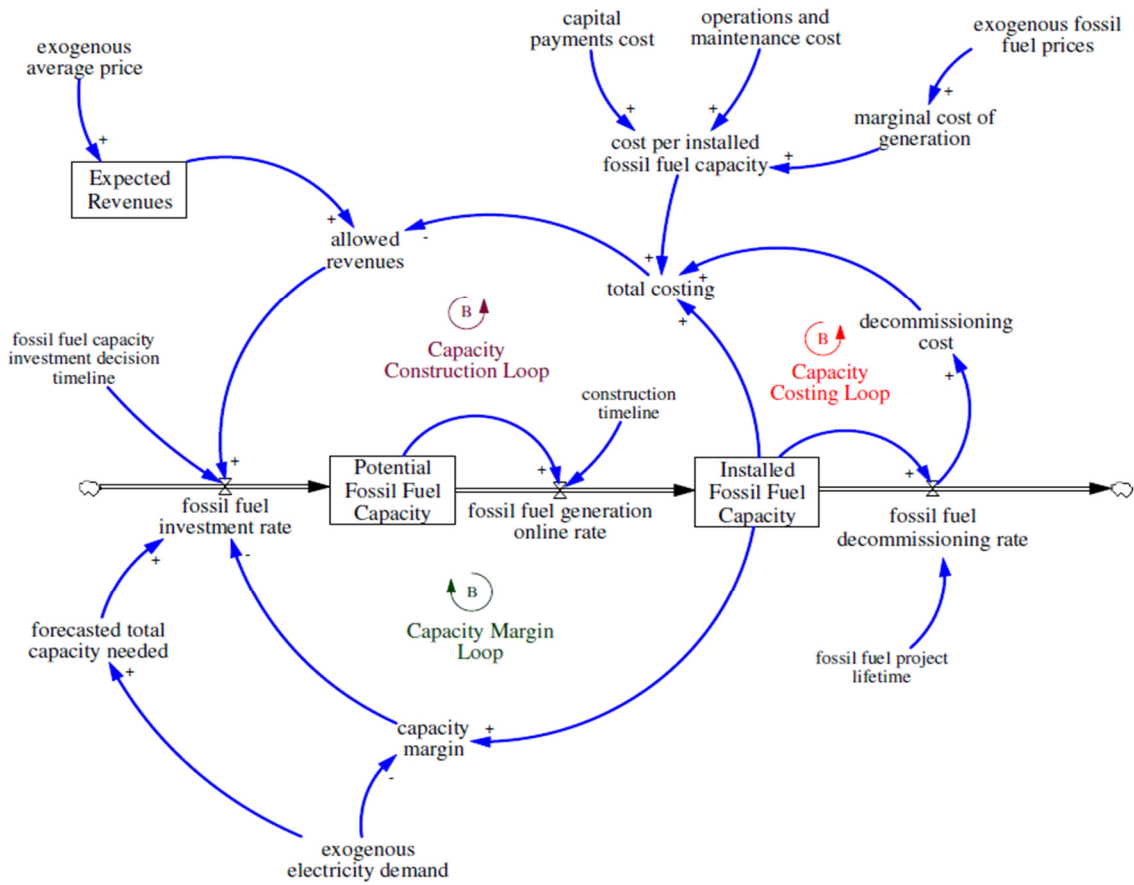 capital
payments cost
operations and
maintenance cost
exogenous fossil
fuel prices
exogenous
average price
+
+
+
+
marginal cost of
generation
cost per installed
fossil fuel capacity
+
Expected
Revenues
+
-
allowed
revenues
+
+
total costing
+
B
Capacity
Construction Loop
B
Capacity
Costing Loop
decommissioning
cost
+
fossil fuel capacity
investment decision
timeline
construction
timeline
+
+
+
Potential
Fossil Fuel
Capacity
Installed
Fossil Fuel
Capacity
fossil fuel
investment rate
fossil fuel generation
online rate
fossil fuel
decommissioning rate
-
+
B
Capacity Margin
Loop
forecasted total
capacity needed
+
fossil fuel project
lifetime
capacity
margin
+
-
exogenous
electricity demand